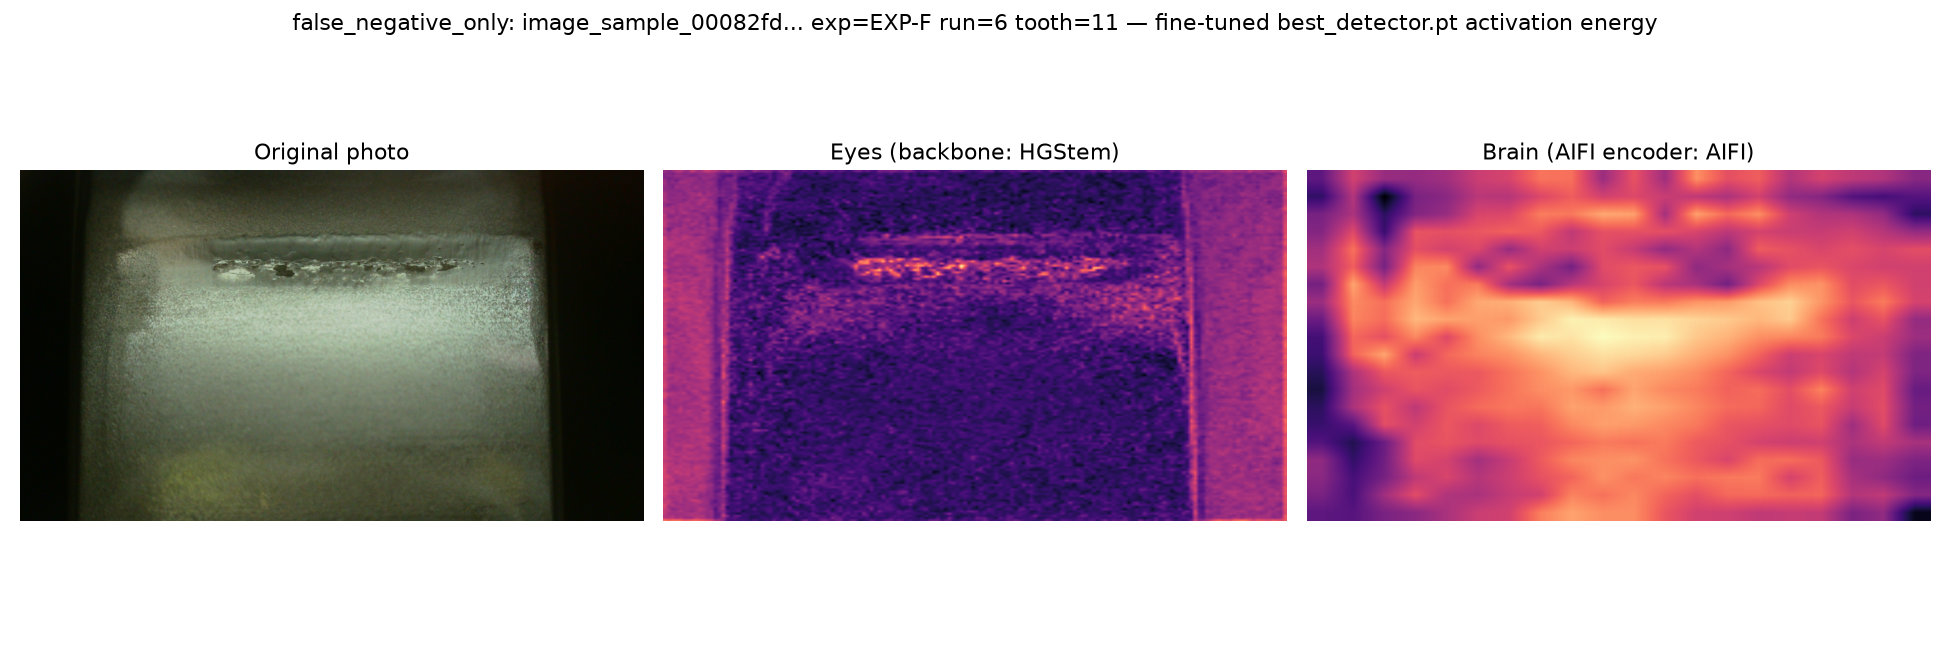 false_negative_only: image_sample_00082fd... exp=EXP-F run=6 tooth=11 — fine-tuned best_detector.pt activation energy
Original photo
Eyes (backbone: HGStem)
Brain (AIFI encoder: AIFI)